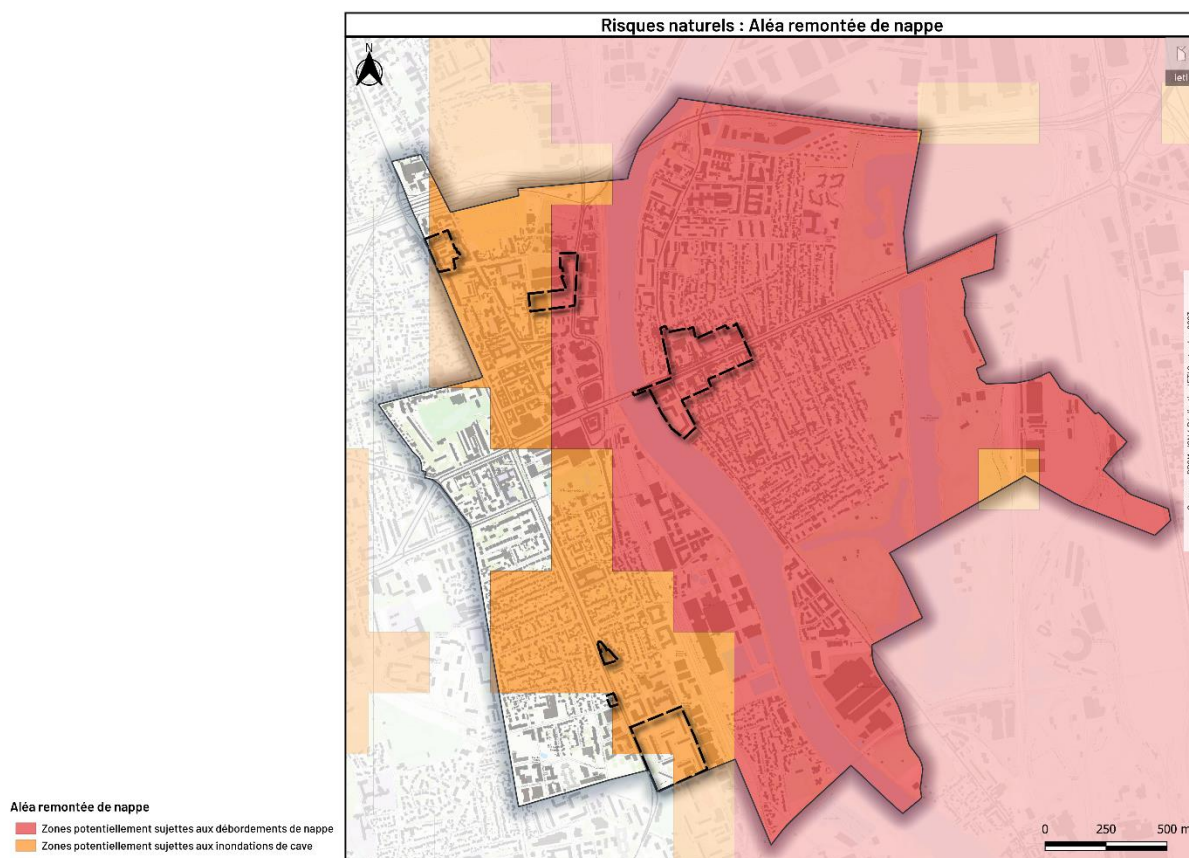 Risques naturels : Aléa remontée de nappe
N
Aléa remontée de nappe
Zones potentiellement sujettes aux débordements de nappe
Zones potentiellement sujettes aux inondations de cave
0 250 500 m